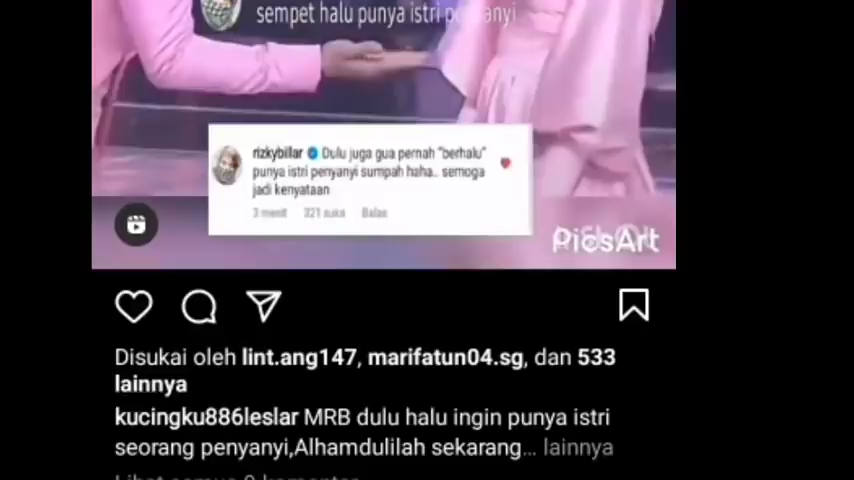 sempet halu punya istri penyanyi
rizkybillar Dulu juga gua pernah "berhalu"
punya istri penyanyi sumpah haha.. semoga
jadi kenyataan
3 menit 321 suka Balas
PicsArt
Disukai oleh lint.ang147, marifatun04.sg, dan 533
lainnya
kucingku886leslar MRB dulu halu ingin punya istri
seorang penyanyi,Alhamdulilah sekarang... lainnya